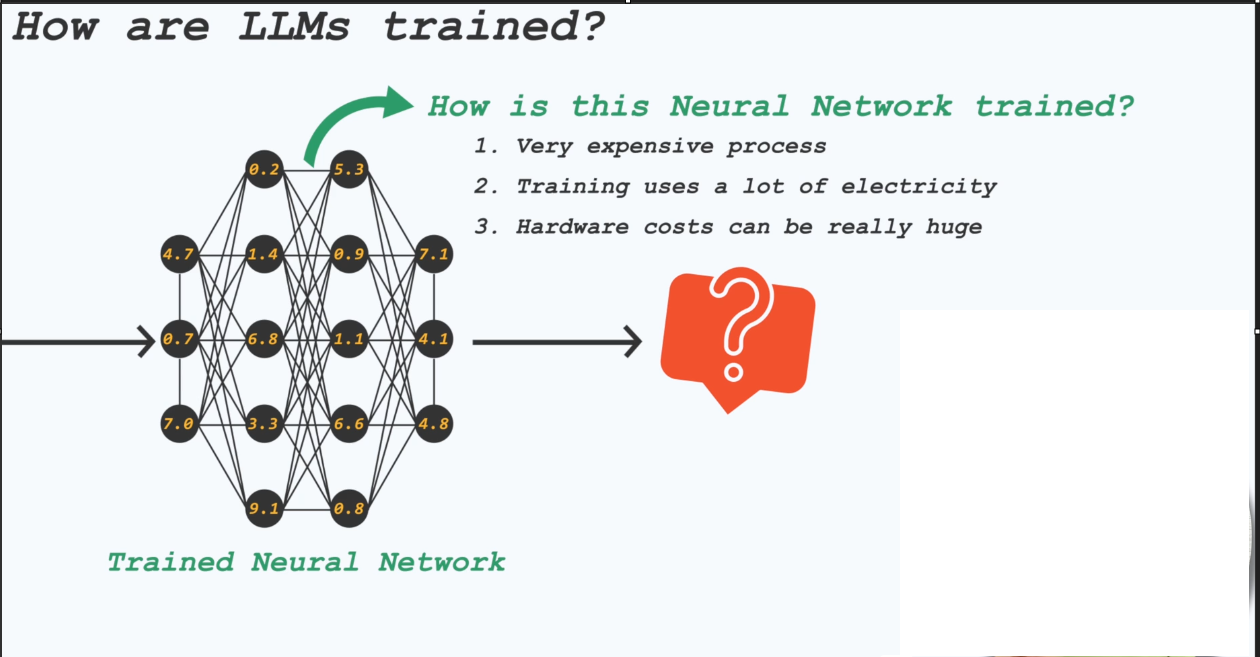 How are LLMs trained?
How is this Neural Network trained?
1. Very expensive process
2. Training uses a lot of electricity
3. Hardware costs can be really huge
0.2 5.3
4.7 1.4 0.9 7.1
0.7 6.8 1.1 4.1
7.0 3.3 6.6 4.8
9.1 0.8
?
Trained Neural Network